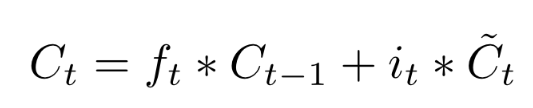 C_t = f_t * C_{t-1} + i_t * \tilde{C}_t